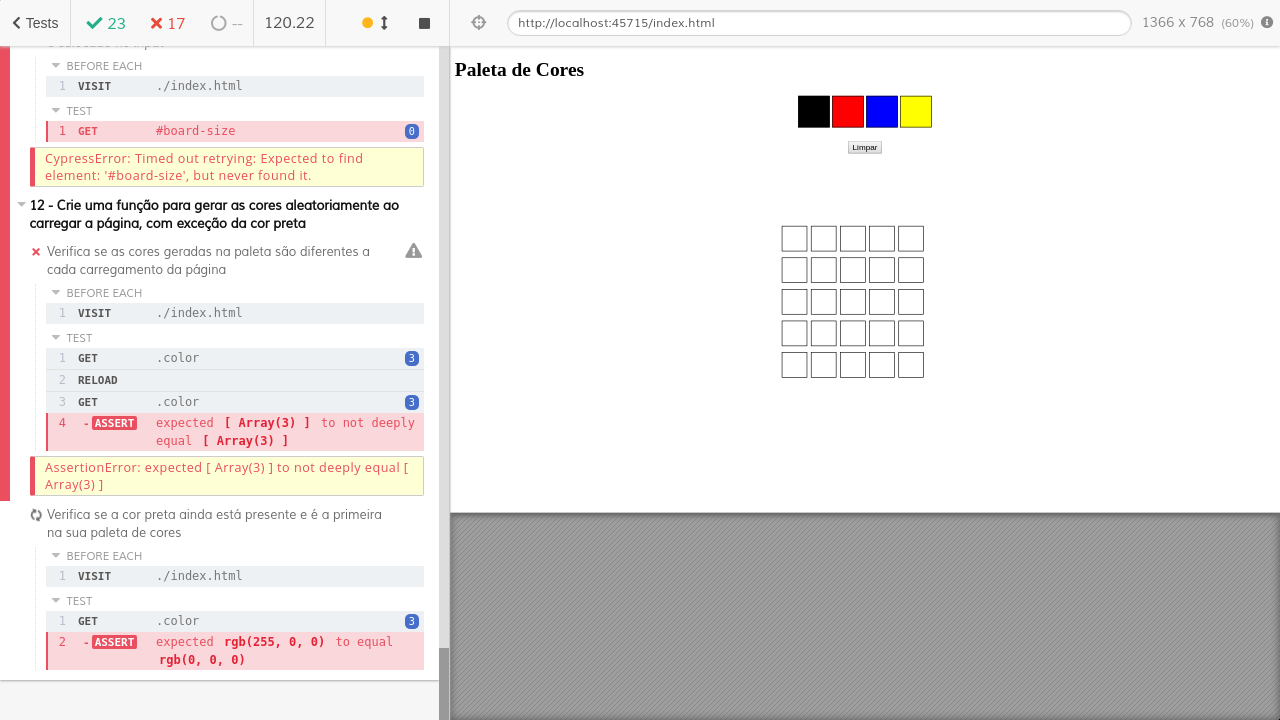 Tests
23
17
--
120.22
http://localhost:45715/index.html
1366 x 768 (60%)
BEFORE EACH
1 VISIT ./index.html
TEST
1 GET #board-size 0
CypressError: Timed out retrying: Expected to find
element: '#board-size', but never found it.
12 - Crie uma função para gerar as cores aleatoriamente ao
carregar a página, com exceção da cor preta
Verifica se as cores geradas na paleta são diferentes a
cada carregamento da página
BEFORE EACH
1 VISIT ./index.html
TEST
1 GET .color 3
2 RELOAD
3 GET .color 3
4 -ASSERT expected [ Array(3) ] to not deeply
equal [ Array(3) ]
AssertionError: expected [ Array(3) ] to not deeply equal [
Array(3) ]
Verifica se a cor preta ainda está presente e é a primeira
na sua paleta de cores
BEFORE EACH
1 VISIT ./index.html
TEST
1 GET .color 3
2 -ASSERT expected rgb(255, 0, 0) to equal
rgb(0, 0, 0)
Paleta de Cores
Limpar